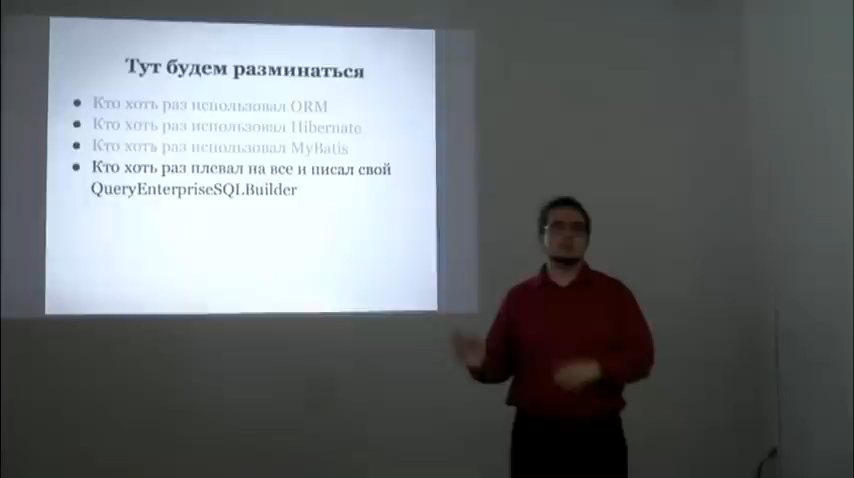 Тут будем разминаться
● Кто хоть раз использовал ORM
● Кто хоть раз использовал Hibernate
● Кто хоть раз использовал MyBatis
● Кто хоть раз плевал на все и писал свой
QueryEnterpriseSQLBuilder